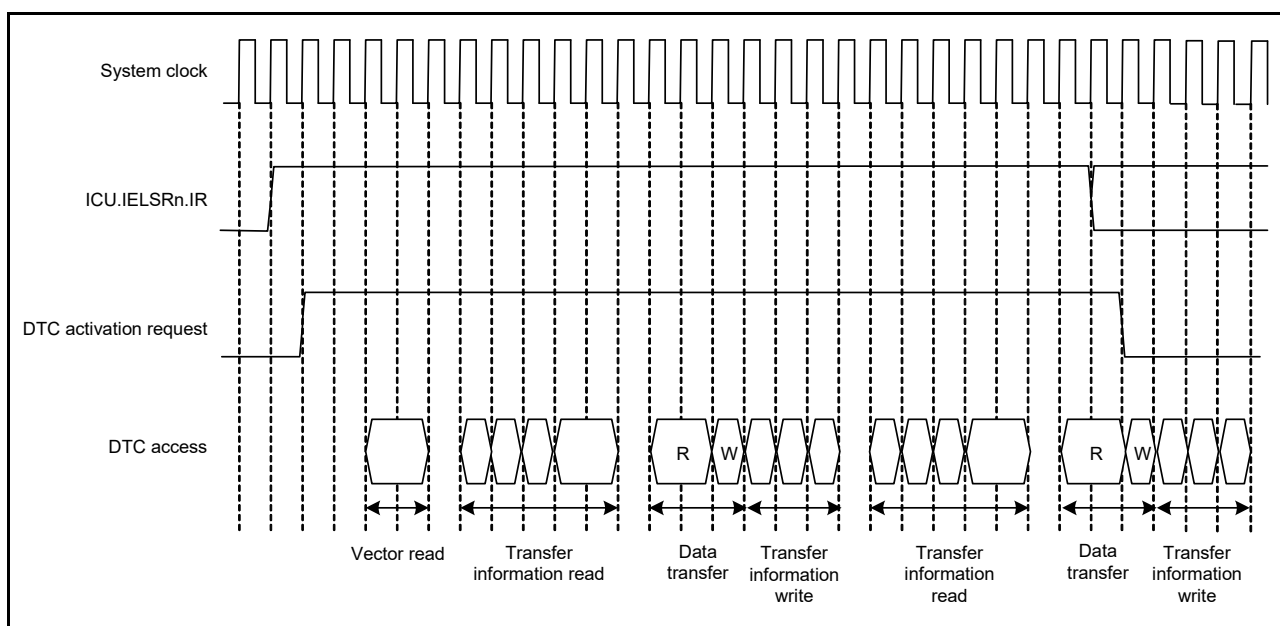 System clock
ICU.IELSRn.IR
DTC activation request
DTC access
R
W
R
W
Vector read
Transfer
information read
Data
transfer
Transfer
information
write
Transfer
information
read
Data
transfer
Transfer
information
write